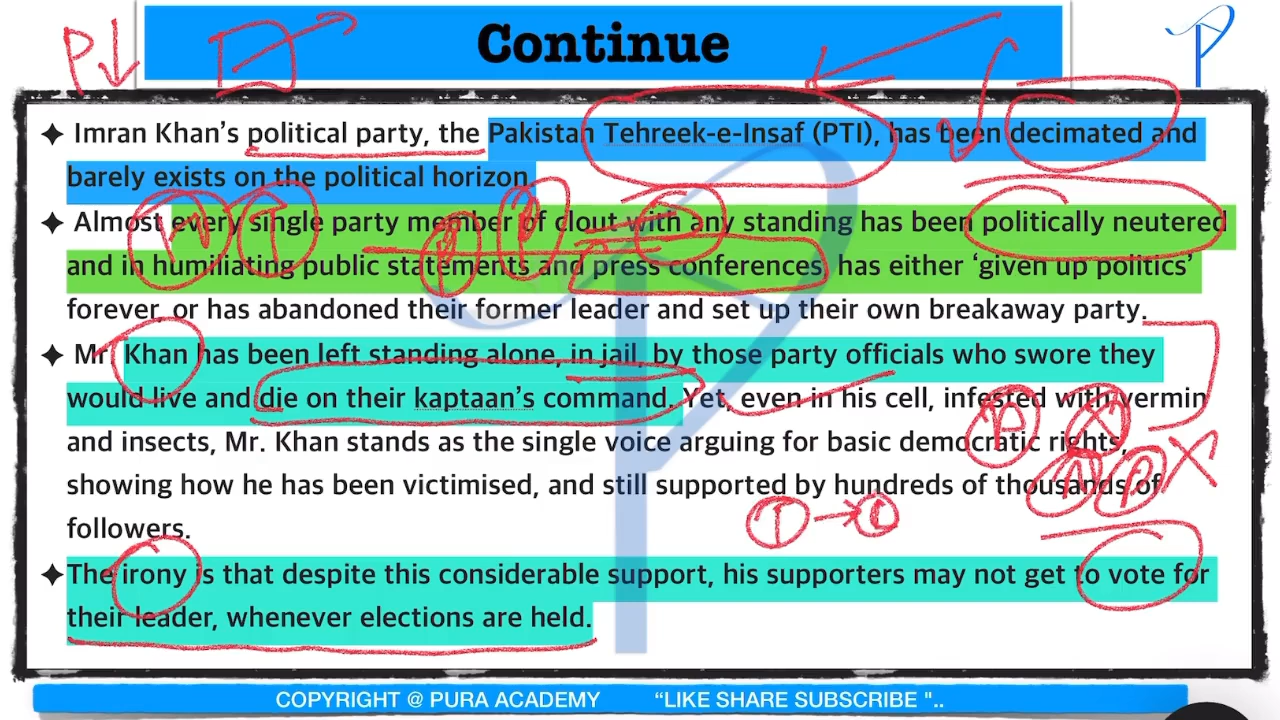 Continue
P
✦ Imran Khan's political party, the Pakistan Tehreek-e-Insaf (PTI), has been decimated and
barely exists on the political horizon.
✦ Almost every single party member of clout with any standing has been politically neutered
and in humiliating public statements and press conferences, has either 'given up politics'
forever, or has abandoned their former leader and set up their own breakaway party.
✦ Mr. Khan has been left standing alone, in jail, by those party officials who swore they
would live and die on their kaptaan's command. Yet, even in his cell, infested with vermin
and insects, Mr. Khan stands as the single voice arguing for basic democratic rights,
showing how he has been victimised, and still supported by hundreds of thousands of
followers.
✦ The irony is that despite this considerable support, his supporters may not get to vote for
their leader, whenever elections are held.
COPYRIGHT @ PURA ACADEMY "LIKE SHARE SUBSCRIBE "..